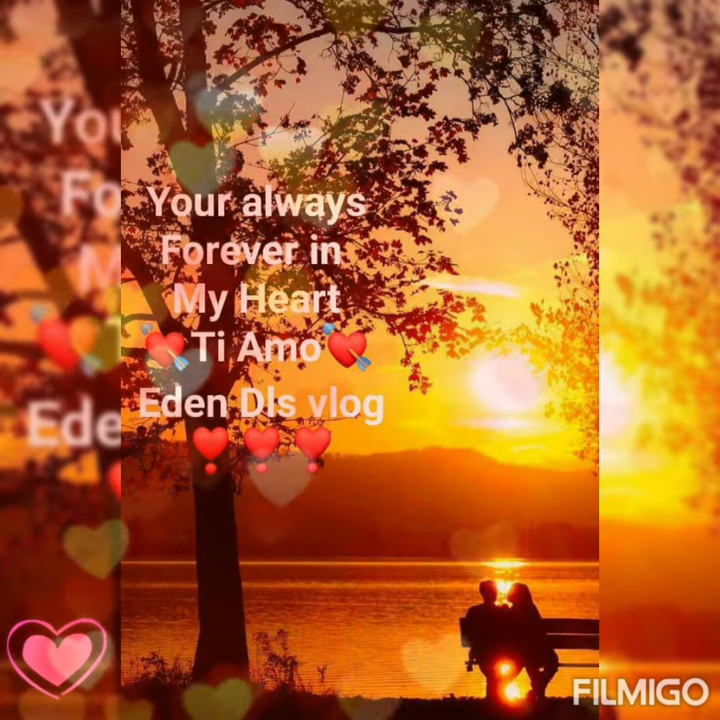 Your always
Forever in
My Heart
💘Ti Amo💘
Eden Dls vlog
❣❣❣
FILMIGO